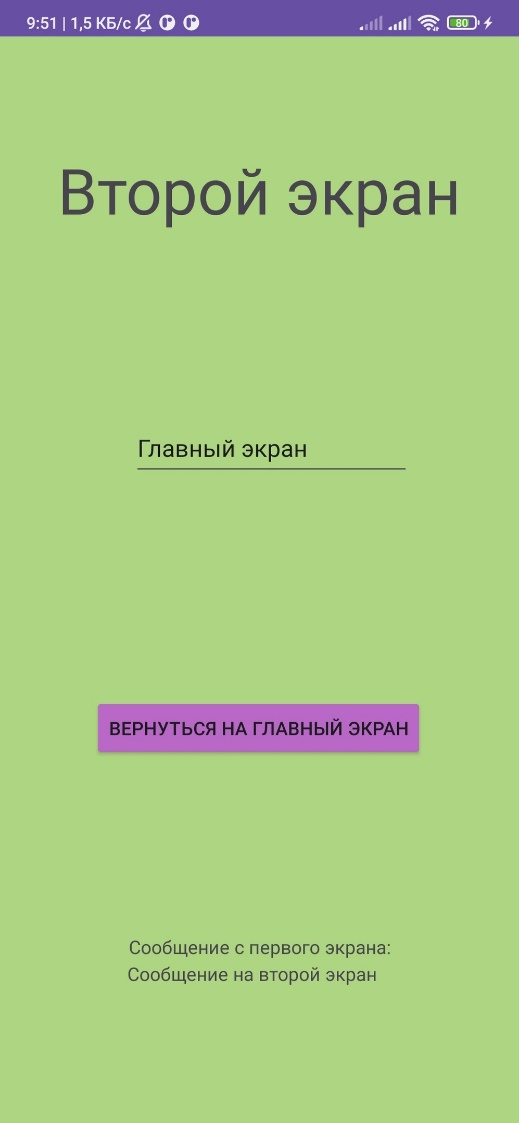 9:51 | 1,5 КБ/с
80
Второй экран
Главный экран
ВЕРНУТЬСЯ НА ГЛАВНЫЙ ЭКРАН
Сообщение с первого экрана:
Сообщение на второй экран